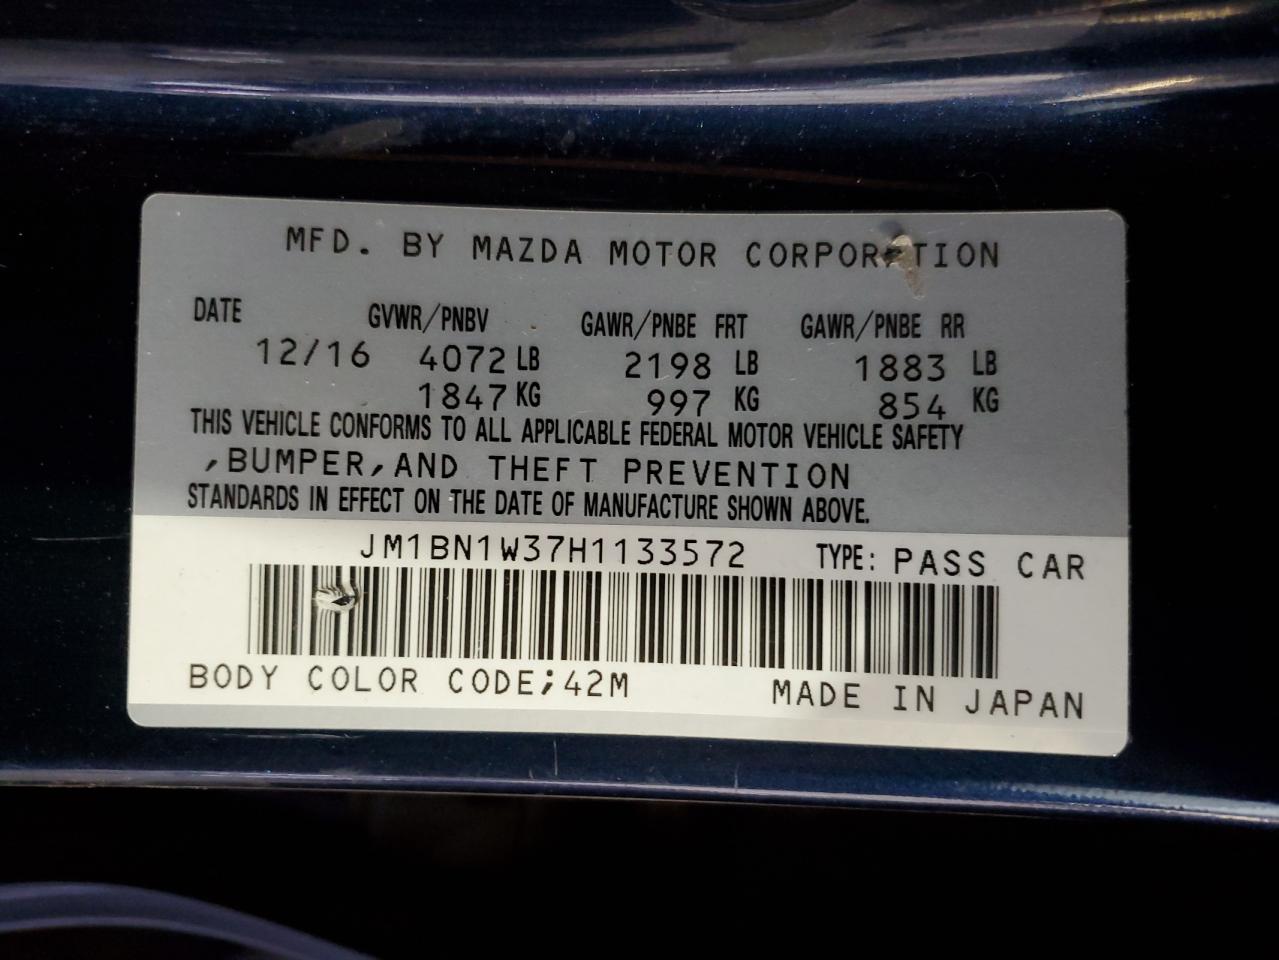 MFD. BY MAZDA MOTOR CORPORATION
DATE GVWR/PNBV GAWR/PNBE FRT GAWR/PNBE RR
12/16 4072 LB 2198 LB 1883 LB
1847 KG 997 KG 854 KG
THIS VEHICLE CONFORMS TO ALL APPLICABLE FEDERAL MOTOR VEHICLE SAFETY
,BUMPER,AND THEFT PREVENTION
STANDARDS IN EFFECT ON THE DATE OF MANUFACTURE SHOWN ABOVE.
JM1BN1W37H1133572 TYPE: PASS CAR
BODY COLOR CODE;42M MADE IN JAPAN